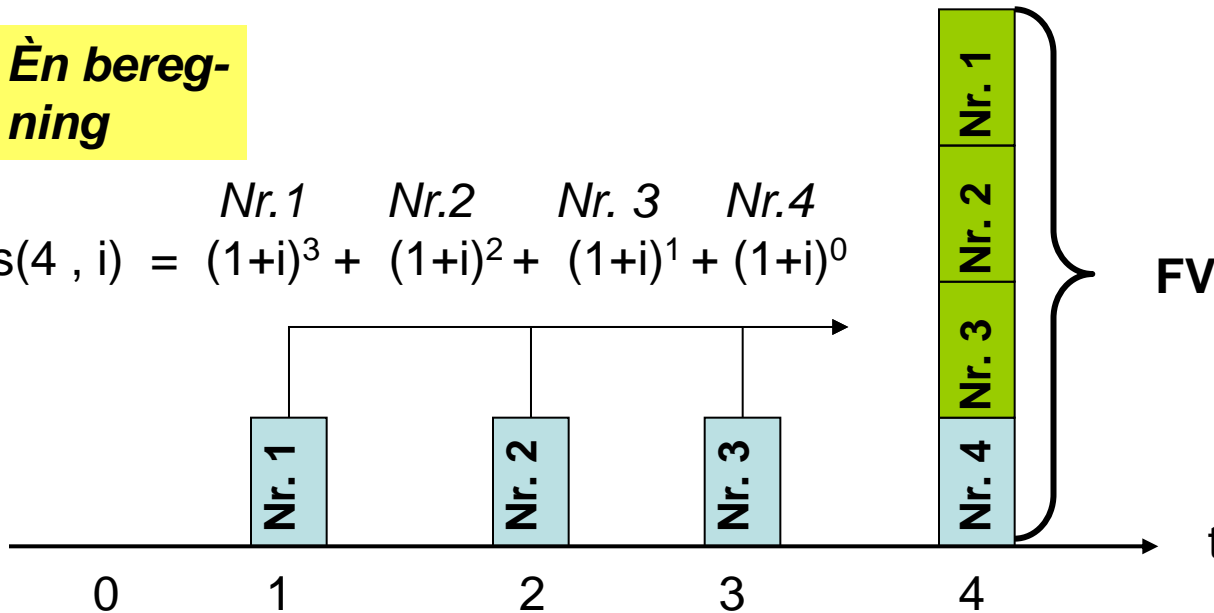 Èn bereg-
ning
Nr.1 Nr.2 Nr. 3 Nr.4
s(4 , i) = (1+i)³ + (1+i)² + (1+i)¹ + (1+i)⁰
Nr. 1
Nr. 2
Nr. 3
Nr. 4
FV
Nr. 1
Nr. 2
Nr. 3
t
0 1 2 3 4